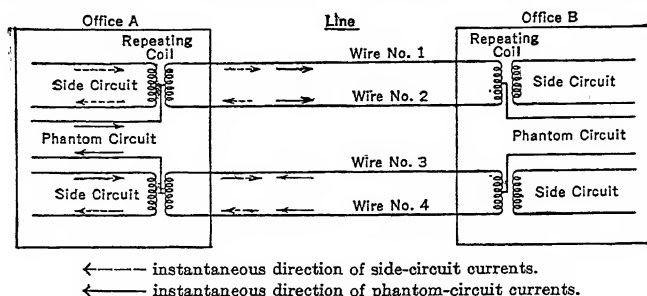 Office A
Line
Office B
Repeating
Coil
Wire No. 1
Repeating
Coil
Side Circuit
Wire No. 2
Side Circuit
Phantom Circuit
Phantom Circuit
Wire No. 3
Side Circuit
Wire No. 4
Side Circuit
instantaneous direction of side-circuit currents.
instantaneous direction of phantom-circuit currents.